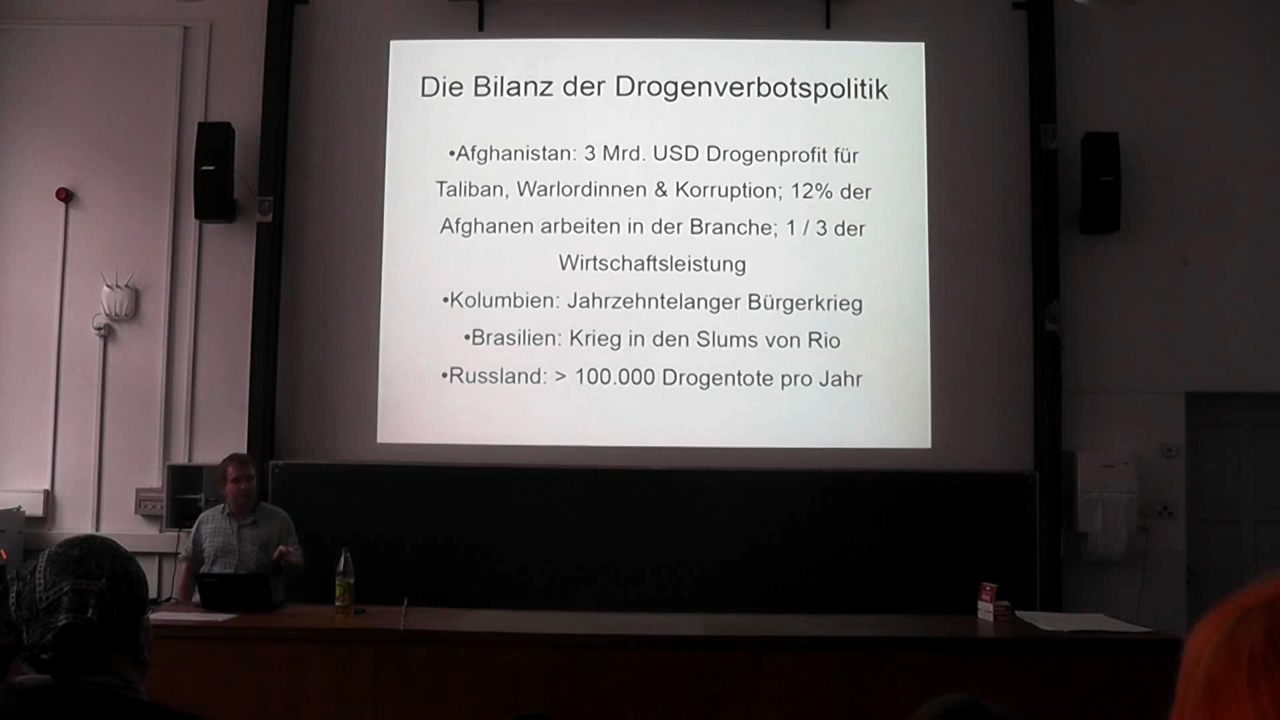 Die Bilanz der Drogenverbotspolitik
•Afghanistan: 3 Mrd. USD Drogenprofit für
Taliban, Warlordinnen & Korruption; 12% der
Afghanen arbeiten in der Branche; 1 / 3 der
Wirtschaftsleistung
•Kolumbien: Jahrzehntelanger Bürgerkrieg
•Brasilien: Krieg in den Slums von Rio
•Russland: > 100.000 Drogentote pro Jahr